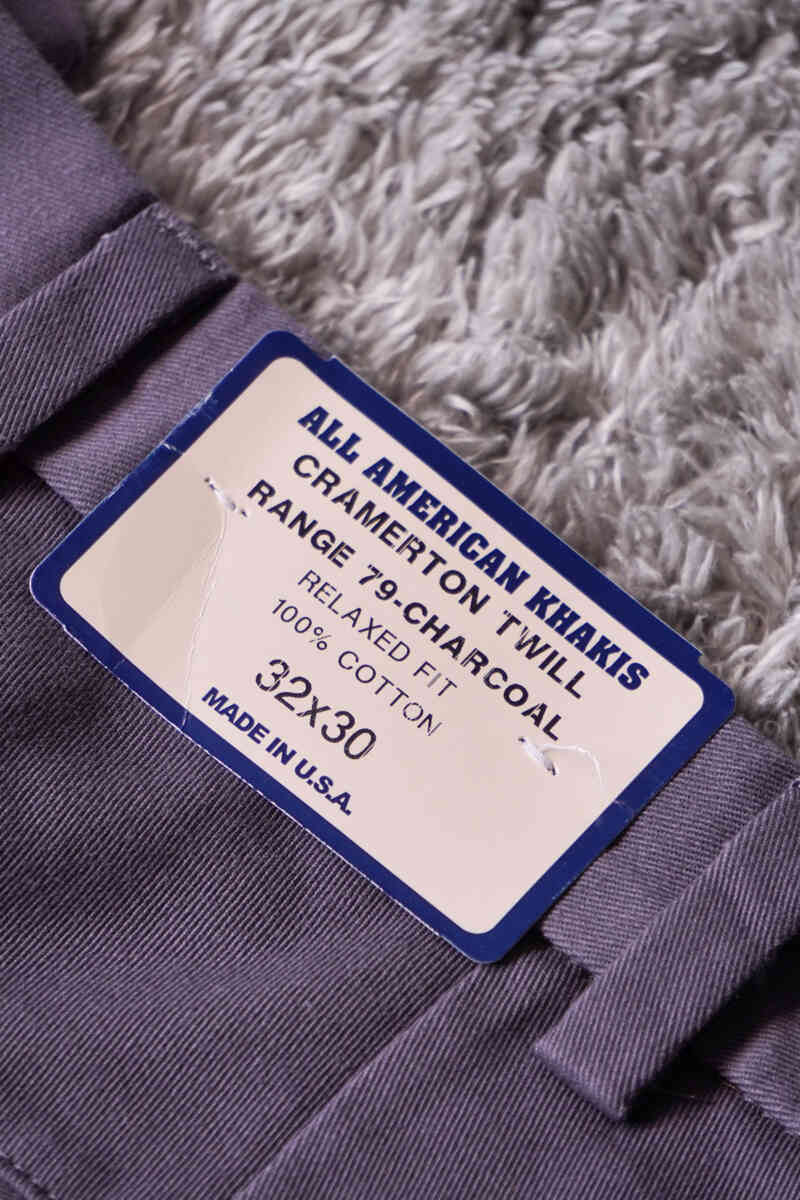 ALL AMERICAN KHAKIS
CRAMERTON TWILL
RANGE 79-CHARCOAL
RELAXED FIT
100% COTTON
32x30
MADE IN U.S.A.